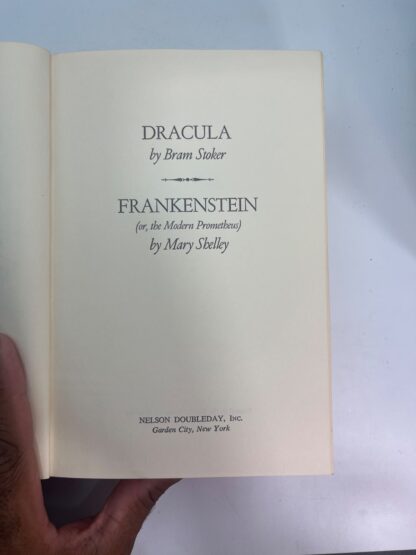 DRACULA
by Bram Stoker
FRANKENSTEIN
(or, the Modern Prometheus)
by Mary Shelley
NELSON DOUBLEDAY, INC.
Garden City, New York